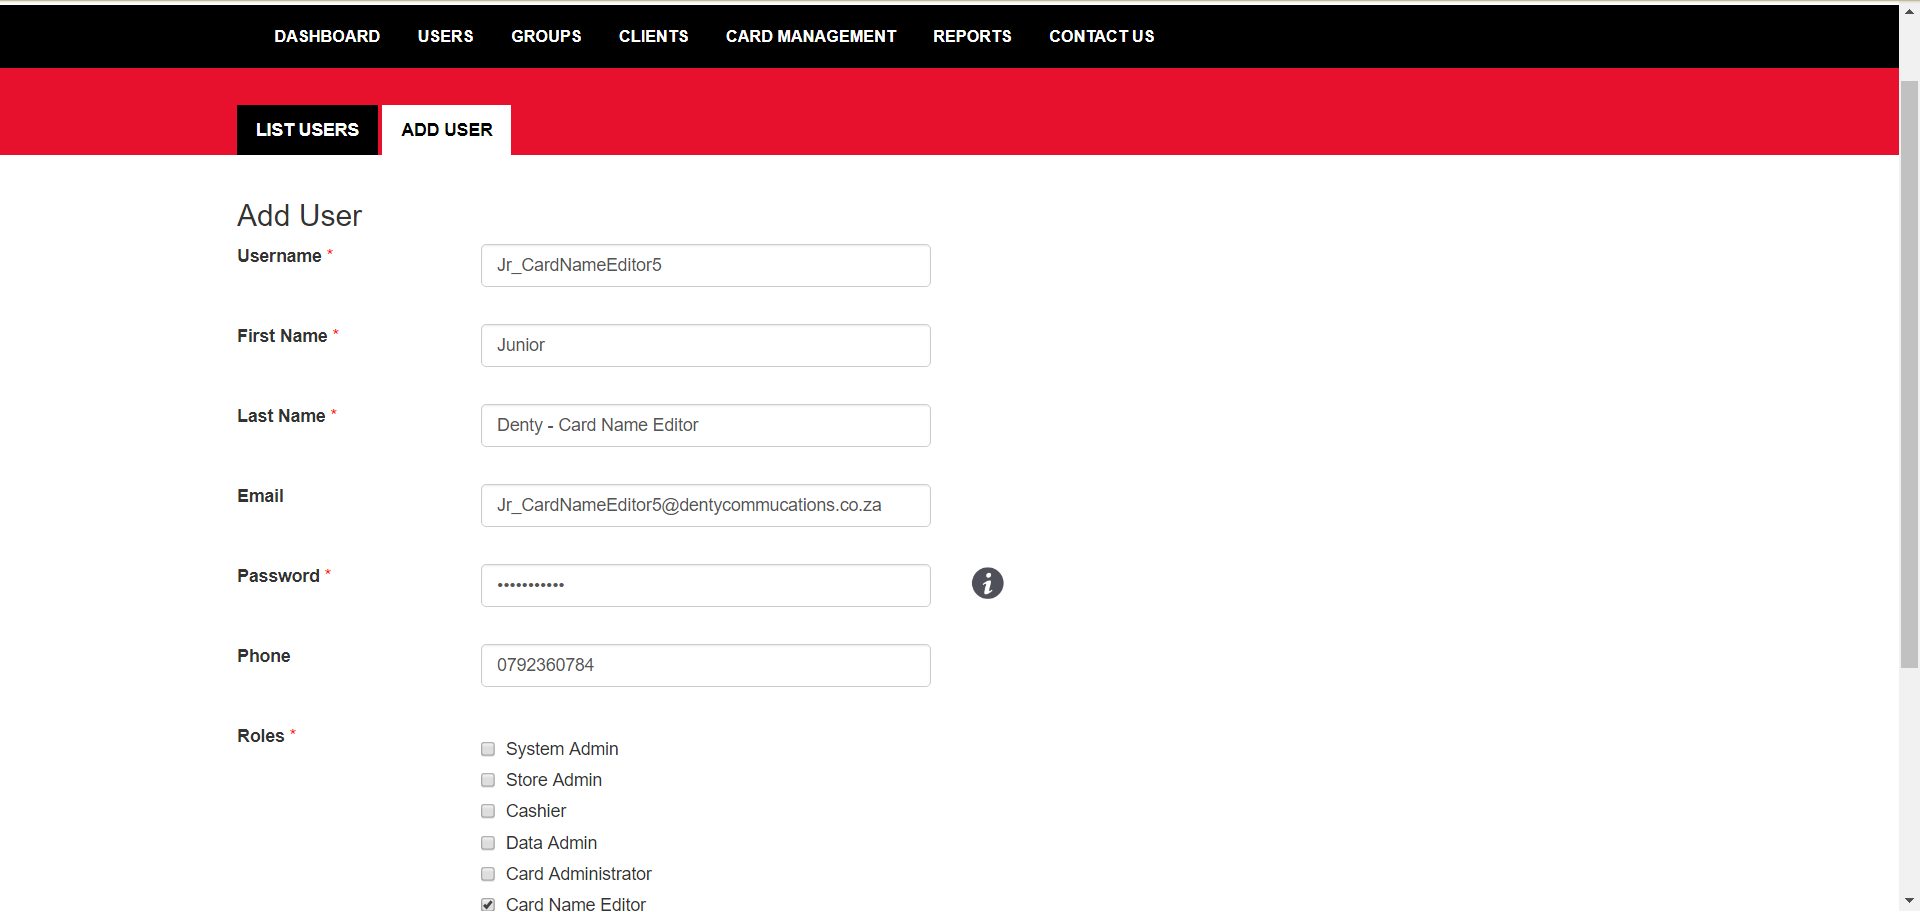 DASHBOARD USERS GROUPS CLIENTS CARD MANAGEMENT REPORTS CONTACT US
LIST USERS ADD USER
Add User
Username * Jr_CardNameEditor5
First Name * Junior
Last Name * Denty - Card Name Editor
Email Jr_CardNameEditor5@dentycommucations.co.za
Password * •••••••••••
Phone 0792360784
Roles *
System Admin
Store Admin
Cashier
Data Admin
Card Administrator
Card Name Editor